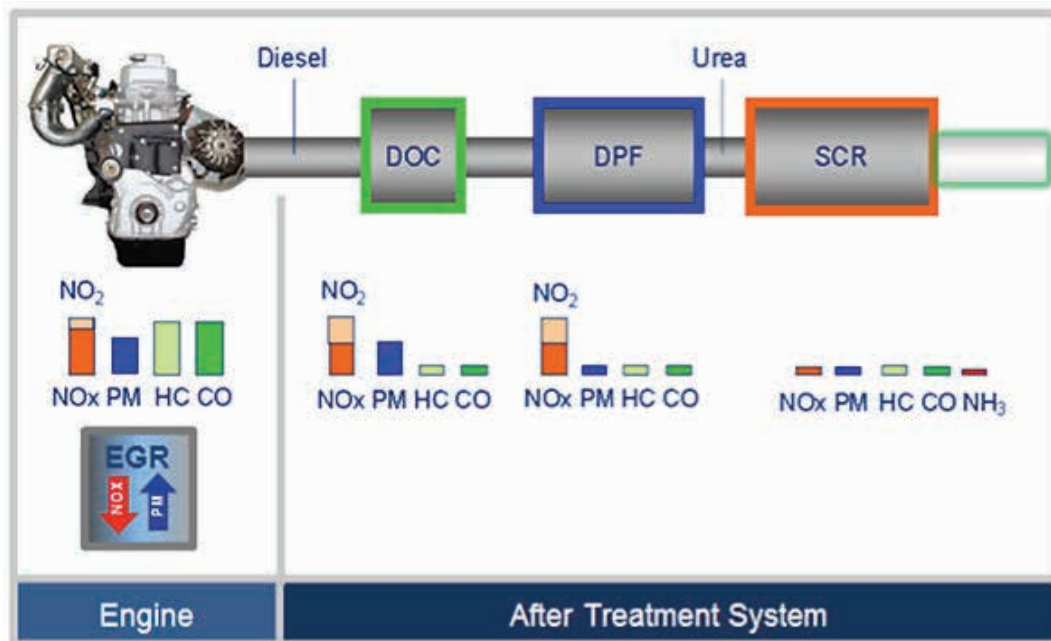 Diesel
Urea
DOC
DPF
SCR
NO₂
NOx PM HC CO
NO₂
NOx PM HC CO
NO₂
NOx PM HC CO
NOx PM HC CO NH₃
EGR
NOX
PM
Engine
After Treatment System